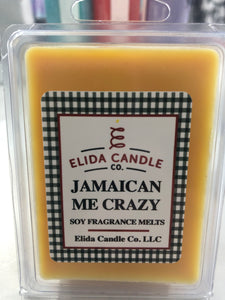 ELIDA CANDLE
CO.
JAMAICAN
ME CRAZY
SOY FRAGRANCE MELTS
Elida Candle Co. LLC